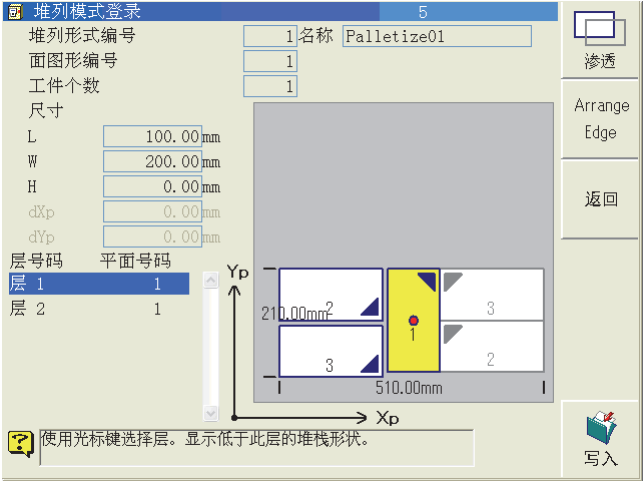 堆列模式登录 5
堆列形式编号 1 名称 Palletize01
面图形编号 1
工件个数 1
尺寸
L 100.00 mm
W 200.00 mm
H 0.00 mm
dXp 0.00 mm
dYp 0.00 mm
层号码 平面号码
层 1 1
层 2 1
Yp
210.00mm
2
3
1
3
2
510.00mm
Xp
使用光标键选择层。显示低于此层的堆栈形状。
渗透
Arrange
Edge
返回
写入